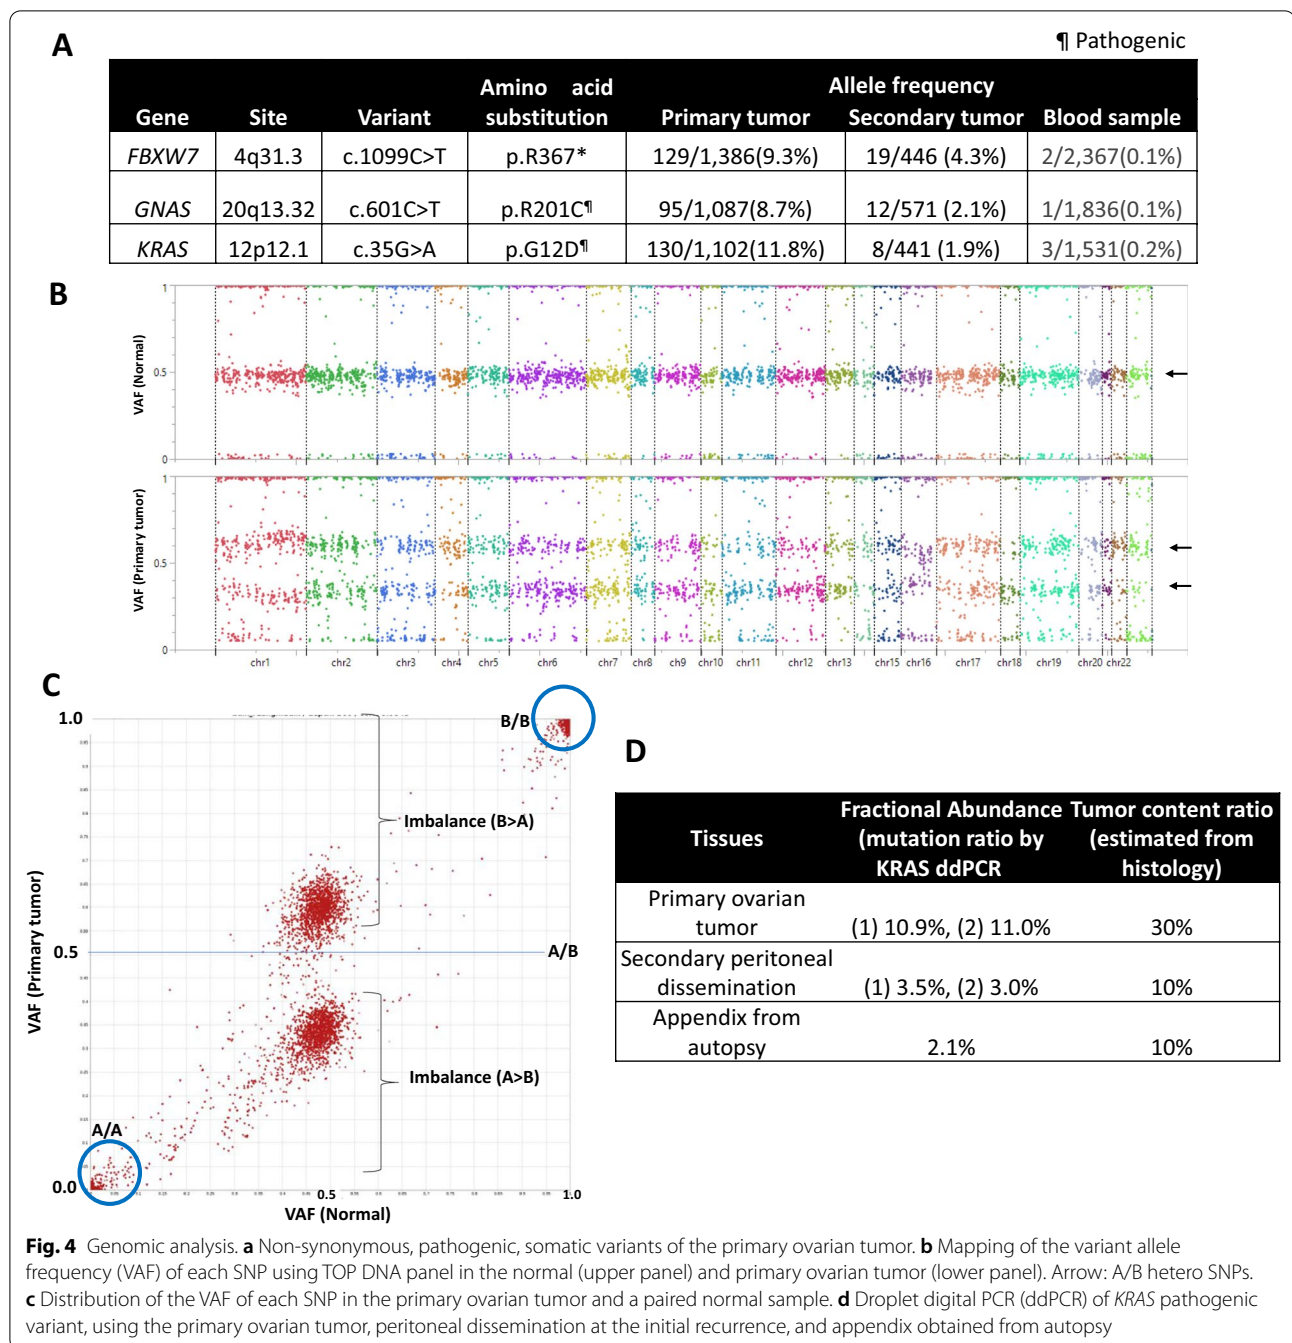 A
¶ Pathogenic
Gene Site Variant Amino acid substitution Allele frequency
Primary tumor Secondary tumor Blood sample
FBXW7 4q31.3 c.1099C>T p.R367* 129/1,386(9.3%) 19/446 (4.3%) 2/2,367(0.1%)
GNAS 20q13.32 c.601C>T p.R201C¶ 95/1,087(8.7%) 12/571 (2.1%) 1/1,836(0.1%)
KRAS 12p12.1 c.35G>A p.G12D¶ 130/1,102(11.8%) 8/441 (1.9%) 3/1,531(0.2%)
B
VAF (Normal)
1
0.5
0
VAF (Primary tumor)
1
0.5
0
chr1 chr2 chr3 chr4 chr5 chr6 chr7 chr8 chr9 chr10 chr11 chr12 chr13 chr15 chr16 chr17 chr18 chr19 chr20 chr22
C
1.0
B/B
Imbalance (B>A)
0.5
A/B
VAF (Primary tumor)
Imbalance (A>B)
A/A
0.0
0.5
1.0
VAF (Normal)
D
Tissues
Fractional Abundance
(mutation ratio by
KRAS ddPCR
Tumor content ratio
(estimated from
histology)
Primary ovarian
tumor (1) 10.9%, (2) 11.0% 30%
Secondary peritoneal
dissemination (1) 3.5%, (2) 3.0% 10%
Appendix from
autopsy 2.1% 10%
Fig. 4 Genomic analysis. a Non-synonymous, pathogenic, somatic variants of the primary ovarian tumor. b Mapping of the variant allele
frequency (VAF) of each SNP using TOP DNA panel in the normal (upper panel) and primary ovarian tumor (lower panel). Arrow: A/B hetero SNPs.
c Distribution of the VAF of each SNP in the primary ovarian tumor and a paired normal sample. d Droplet digital PCR (ddPCR) of KRAS pathogenic
variant, using the primary ovarian tumor, peritoneal dissemination at the initial recurrence, and appendix obtained from autopsy